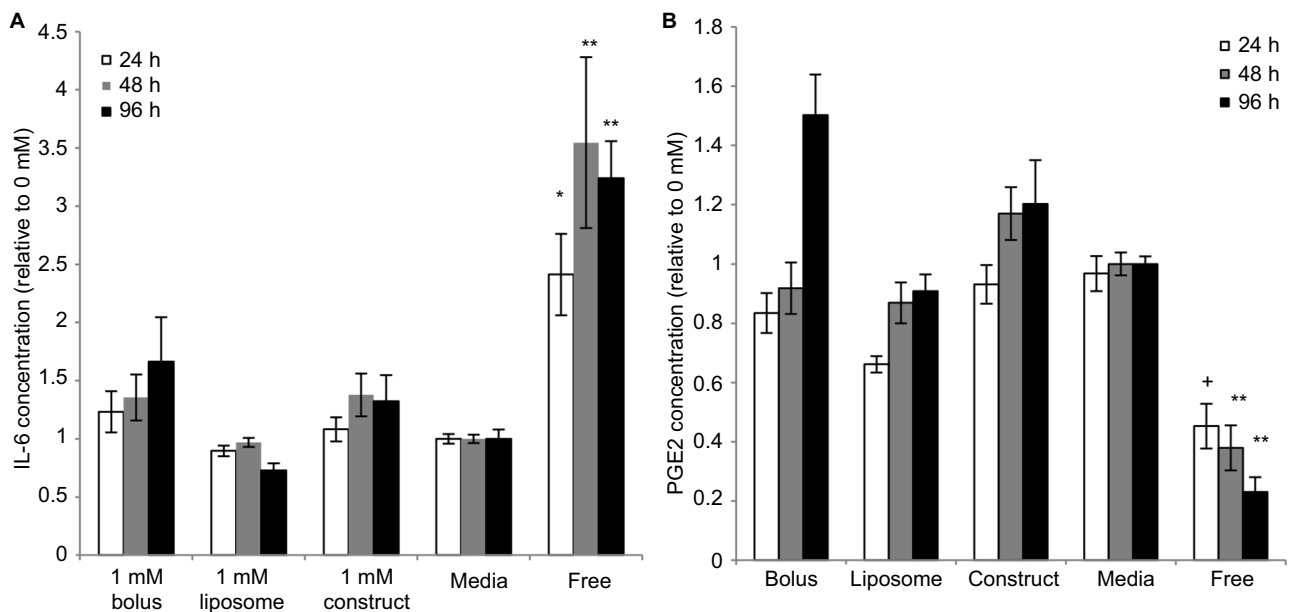 A
IL-6 concentration (relative to 0 mM)
4.5
4
3.5
3
2.5
2
1.5
1
0.5
0
24 h
48 h
96 h
*
**
**
1 mM
bolus
1 mM
liposome
1 mM
construct
Media
Free
B
PGE2 concentration (relative to 0 mM)
1.8
1.6
1.4
1.2
1
0.8
0.6
0.4
0.2
0
24 h
48 h
96 h
+
**
**
Bolus
Liposome
Construct
Media
Free